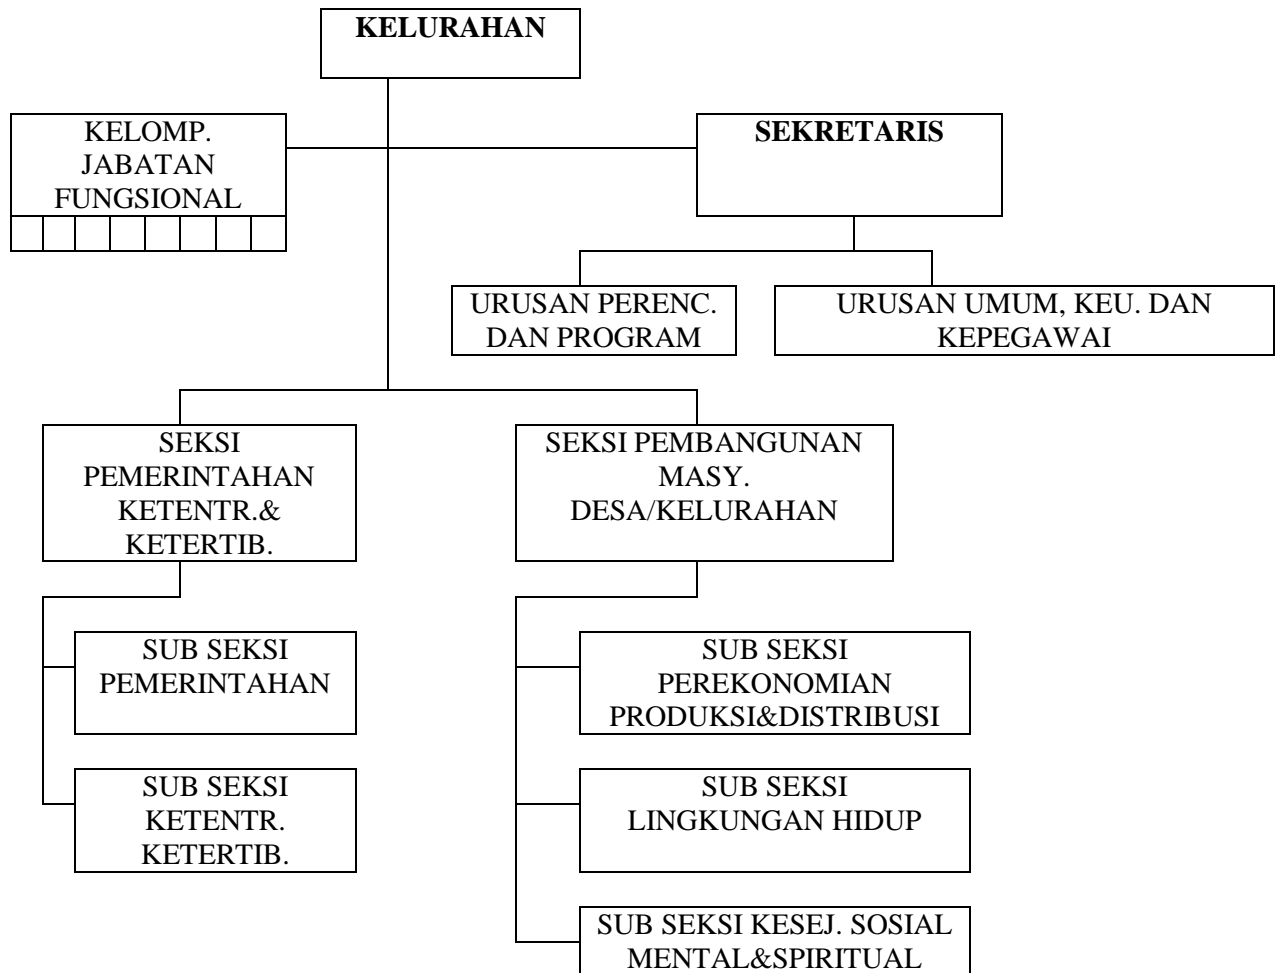 KELURAHAN
KELOMP.
JABATAN
FUNGSIONAL
SEKRETARIS
URUSAN PERENC.
DAN PROGRAM
URUSAN UMUM, KEU. DAN
KEPEGAWAI
SEKSI
PEMERINTAHAN
KETENTR.&
KETERTIB.
SEKSI PEMBANGUNAN
MASY.
DESA/KELURAHAN
SUB SEKSI
PEMERINTAHAN
SUB SEKSI
KETENTR.
KETERTIB.
SUB SEKSI
PEREKONOMIAN
PRODUKSI&DISTRIBUSI
SUB SEKSI
LINGKUNGAN HIDUP
SUB SEKSI KESEJ. SOSIAL
MENTAL&SPIRITUAL